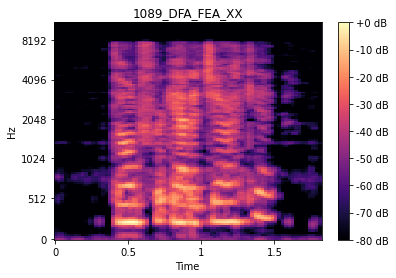 1089_DFA_FEA_XX
+0 dB
8192
-10 dB
4096
-20 dB
-30 dB
2048
Hz
-40 dB
1024
-50 dB
512
-60 dB
-70 dB
0
-80 dB
0
0.5
1
1.5
Time